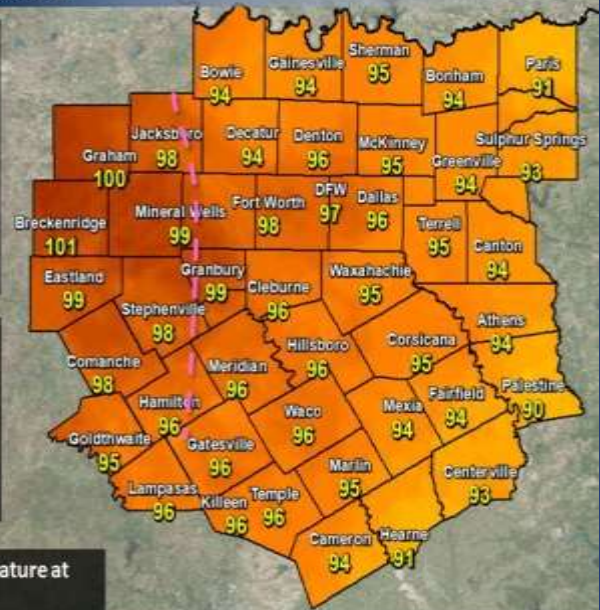 Bowie
94
Gainesville
94
Sherman
95
Bonham
94
Paris
91
Jacksboro
98
Decatur
94
Denton
96
McKinney
95
Greenville
94
Sulphur Springs
93
Graham
100
Breckenridge
101
Mineral Wells
99
Fort Worth
98
DFW
97
Dallas
96
Terrell
95
Canton
94
Eastland
99
Granbury
99
Cleburne
96
Waxahachie
95
Stephenville
98
Athens
94
Comanche
98
Meridian
96
Hillsboro
96
Corsicana
95
Palestine
90
Hamilton
96
Waco
96
Mexia
94
Fairfield
94
Goldthwaite
95
Gatesville
96
Marlin
95
Centerville
93
Lampasas
96
Killeen
96
Temple
96
Cameron
94
Hearne
91
ature at